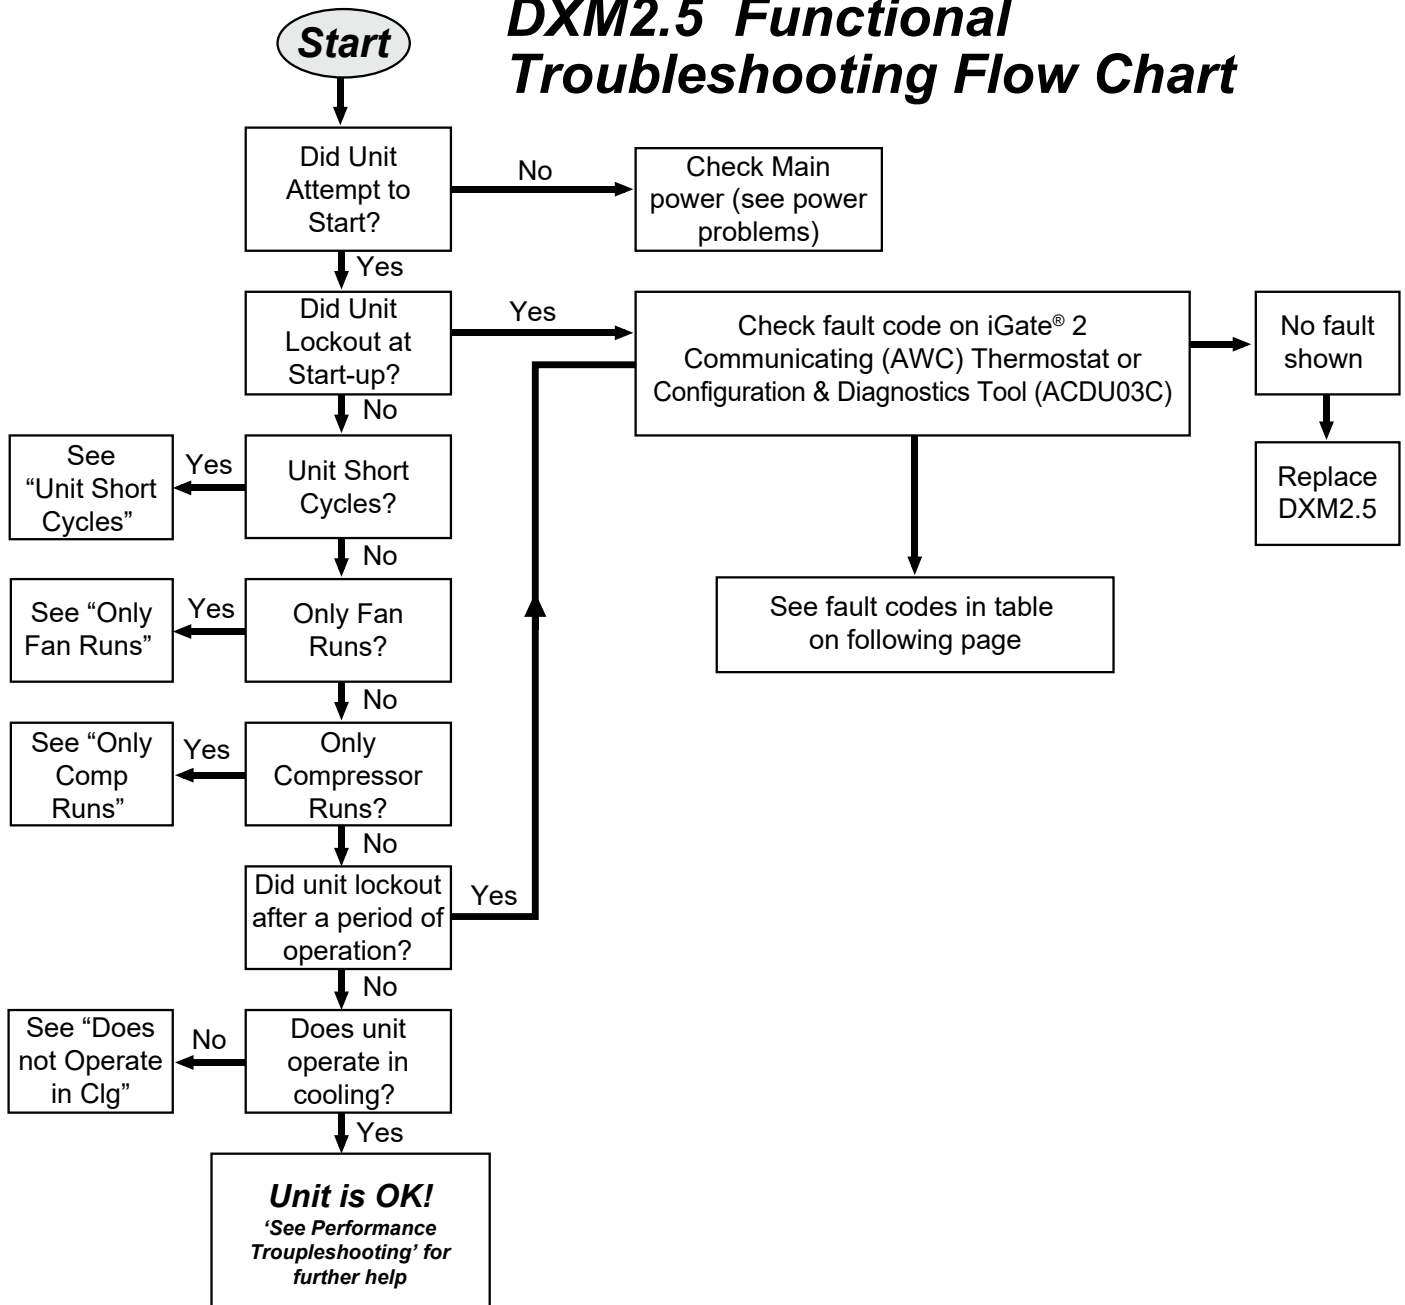 DXM2.5 Functional
Troubleshooting Flow Chart
Start
Did Unit
Attempt to
Start?
No
Check Main
power (see power
problems)
Yes
Did Unit
Lockout at
Start-up?
Yes
Check fault code on iGate® 2
Communicating (AWC) Thermostat or
Configuration & Diagnostics Tool (ACDU03C)
No fault
shown
Replace
DXM2.5
See fault codes in table
on following page
No
Unit Short
Cycles?
Yes
See
“Unit Short
Cycles”
No
Only Fan
Runs?
Yes
See “Only
Fan Runs”
No
Only
Compressor
Runs?
Yes
See “Only
Comp
Runs”
No
Did unit lockout
after a period of
operation?
Yes
No
Does unit
operate in
cooling?
No
See “Does
not Operate
in Clg”
Yes
Unit is OK!
‘See Performance
Troupleshooting’ for
further help